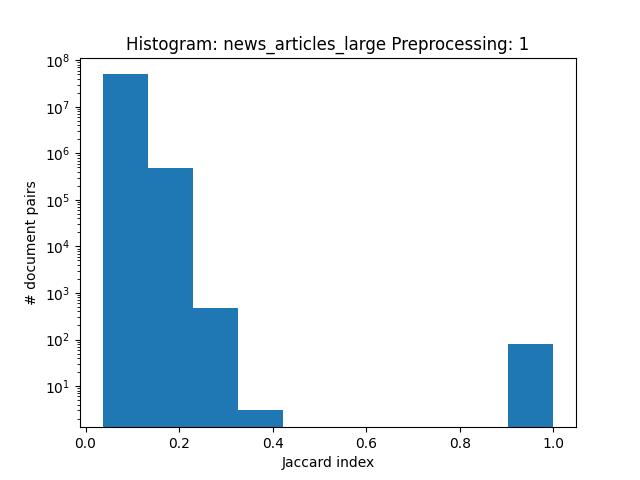 Histogram: news_articles_large Preprocessing: 1
10^8
10^7
10^6
10^5
10^4
10^3
10^2
10^1
# document pairs
0.0 0.2 0.4 0.6 0.8 1.0
Jaccard index